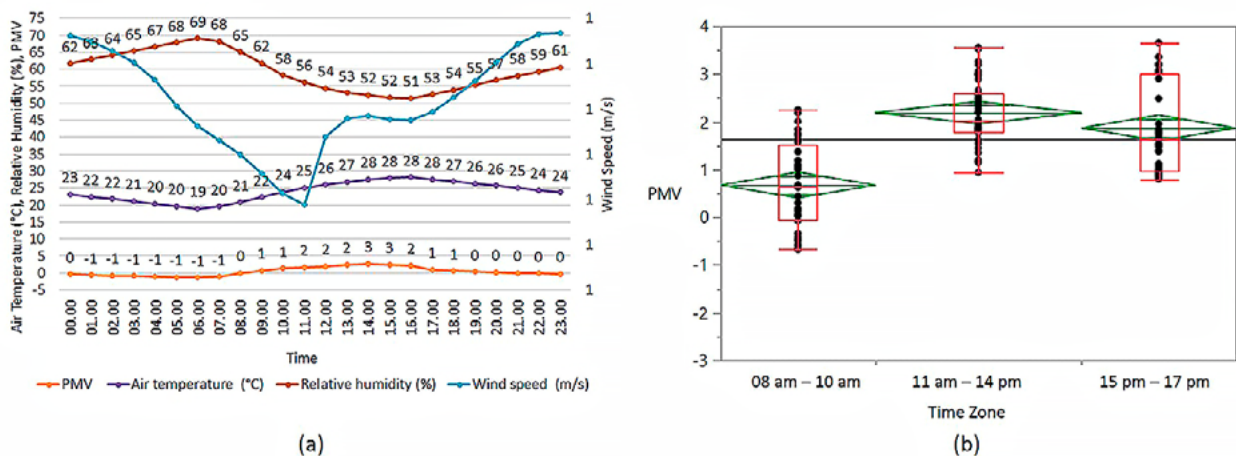 75
70
65
60
55
50
45
40
35
30
25
20
15
10
5
0
-5
Air Temperature (°C), Relative Humidity (%), PMV
62 63 64 65 67 68 69 68 65 62 58 56 54 53 52 52 51 53 54 55 57 58 59 61
23 22 22 21 20 20 19 20 21 22 24 25 26 27 28 28 28 28 27 26 26 25 24 24
0 -1 -1 -1 -1 -1 -1 -1 0 1 1 2 2 2 3 3 2 1 1 0 0 0 0 0
1
1
1
1
1
1
1
Wind Speed (m/s)
00.00 01.00 02.00 03.00 04.00 05.00 06.00 07.00 08.00 09.00 10.00 11.00 12.00 13.00 14.00 15.00 16.00 17.00 18.00 19.00 20.00 21.00 22.00 23.00
Time
PMV Air temperature (°C) Relative humidity (%) Wind speed (m/s)
(a)
4
3
2
1
0
-1
-2
-3
PMV
08 am – 10 am 11 am – 14 pm 15 pm – 17 pm
Time Zone
(b)